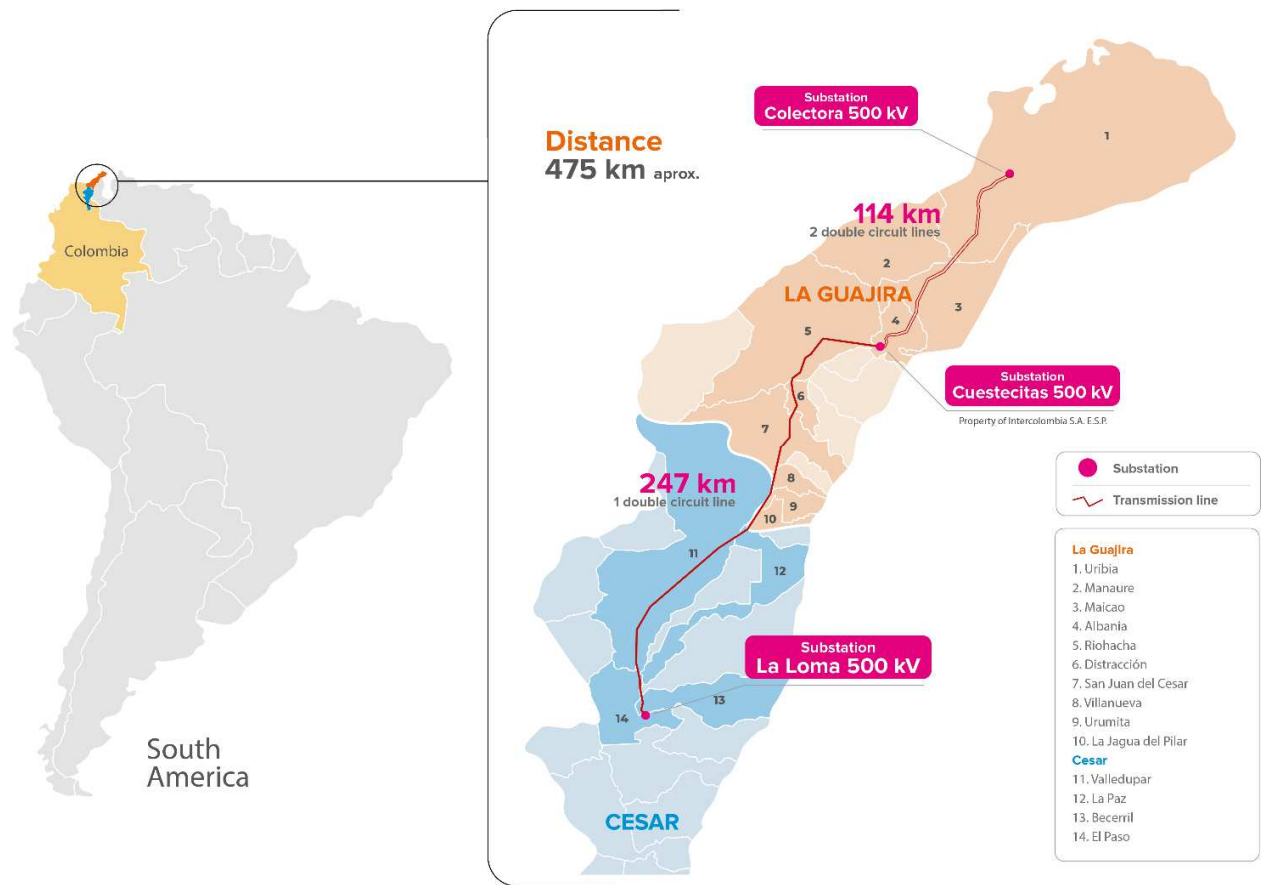 Colombia
South
America
Distance
475 km aprox.
Substation
Colectora 500 kV
1
114 km
2 double circuit lines
2
LA GUAJIRA
3
4
5
Substation
Cuestecitas 500 kV
Property of Intercolombia S.A. E.S.P.
6
7
8
9
10
247 km
1 double circuit line
11
12
Substation
La Loma 500 kV
13
14
CESAR
Substation
Transmission line
La Guajira
1. Uribia
2. Manaure
3. Maicao
4. Albania
5. Riohacha
6. Distracción
7. San Juan del Cesar
8. Villanueva
9. Urumita
10. La Jagua del Pilar
Cesar
11. Valledupar
12. La Paz
13. Becerril
14. El Paso